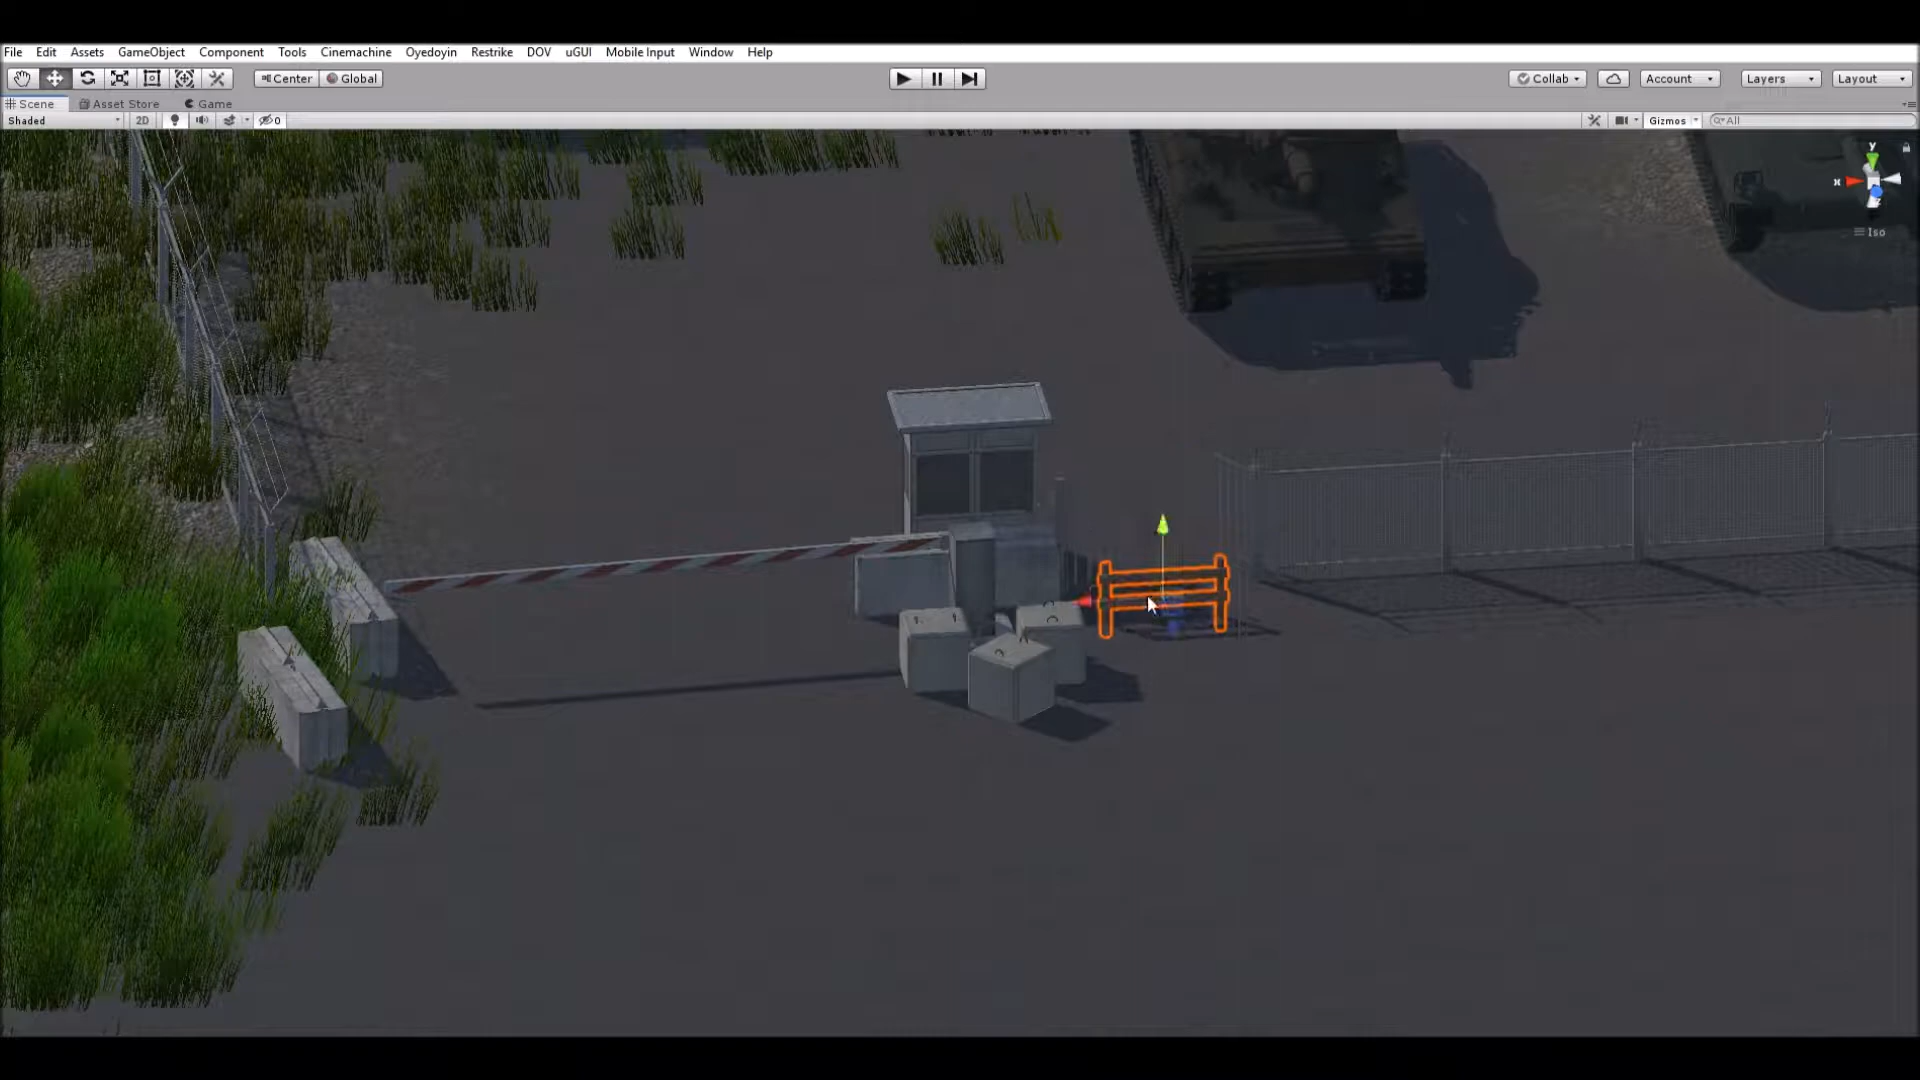 File Edit Assets GameObject Component Tools Cinemachine Oyedoyin Restrike DOV uGUI Mobile Input Window Help
Center Global Collab Account Layers Layout
Scene Asset Store Game
Shaded 2D 0 Gizmos All
y
x
Iso